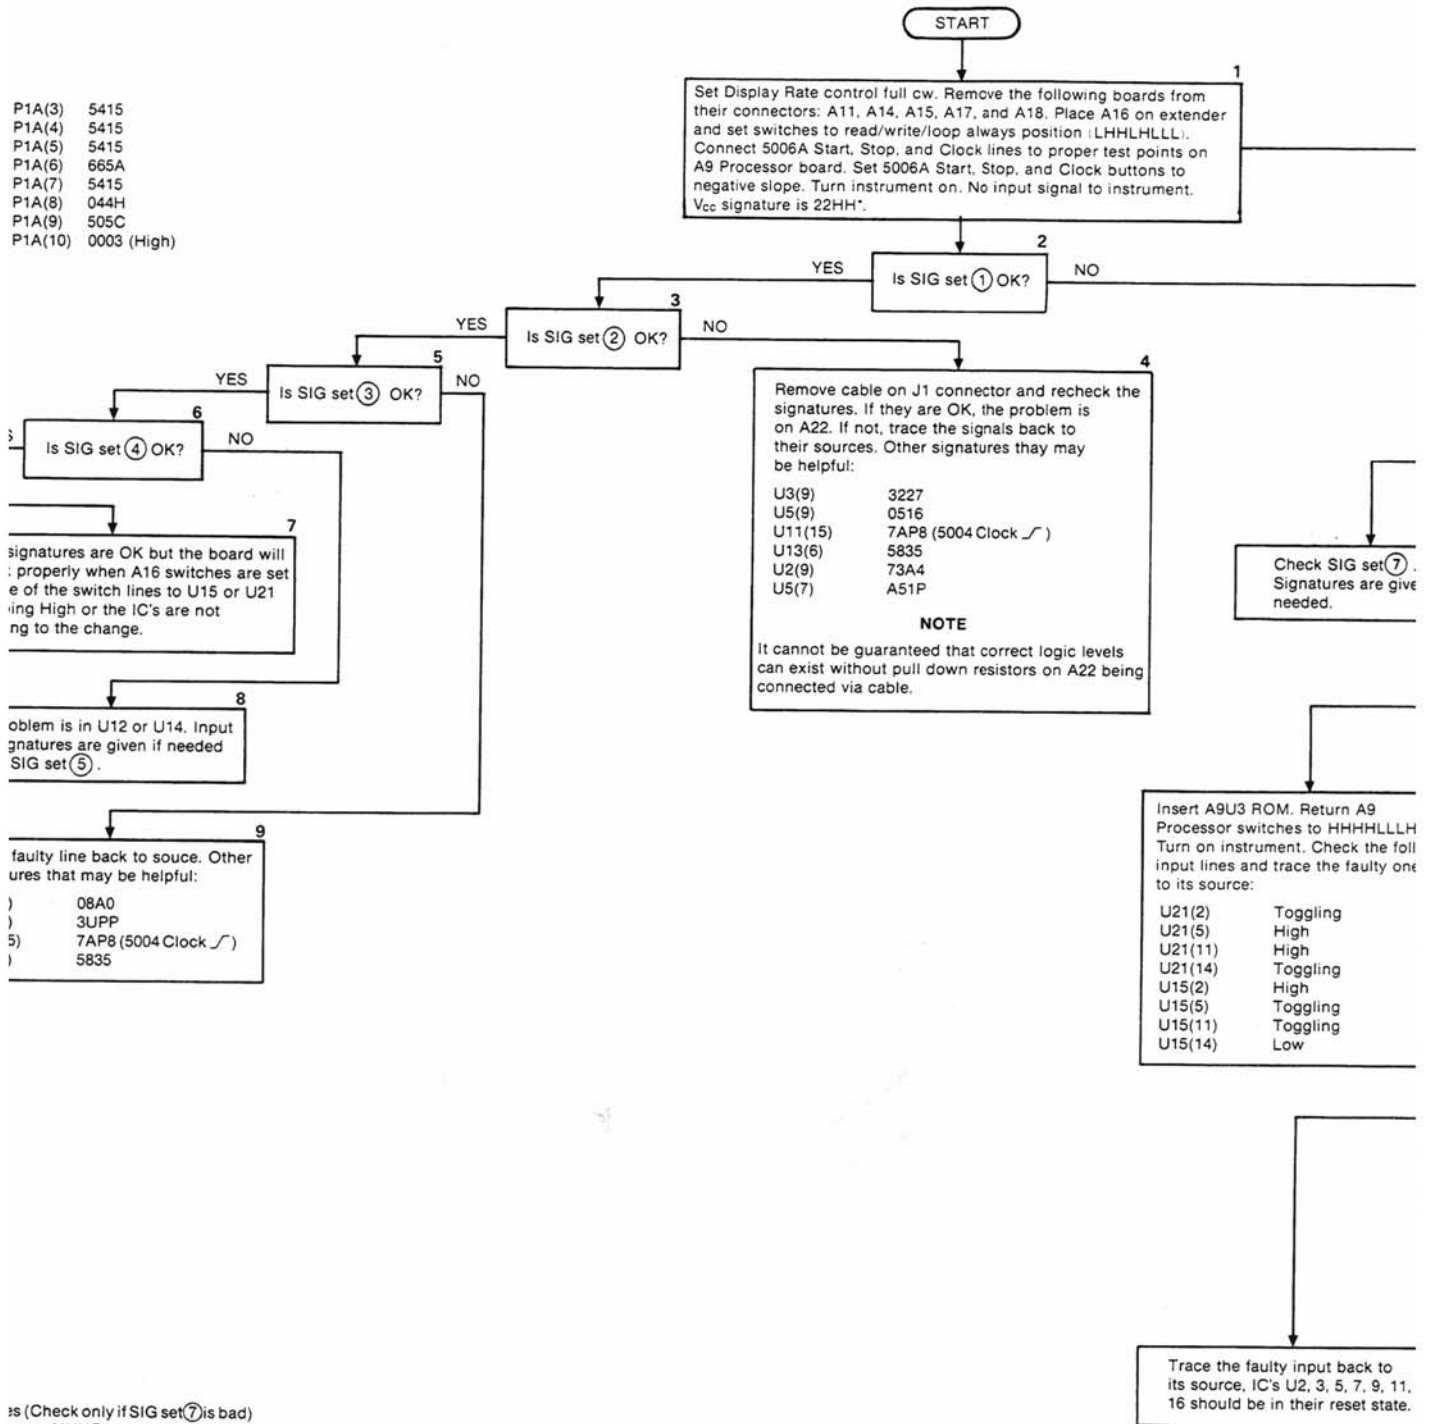 START
1
Set Display Rate control full cw. Remove the following boards from
their connectors: A11, A14, A15, A17, and A18. Place A16 on extender
and set switches to read/write/loop always position (LHHLHLLL).
Connect 5006A Start, Stop, and Clock lines to proper test points on
A9 Processor board. Set 5006A Start, Stop, and Clock buttons to
negative slope. Turn instrument on. No input signal to instrument.
Vcc signature is 22HH*.
P1A(3) 5415
P1A(4) 5415
P1A(5) 5415
P1A(6) 665A
P1A(7) 5415
P1A(8) 044H
P1A(9) 505C
P1A(10) 0003 (High)
2
YES
Is SIG set ① OK?
NO
3
YES
Is SIG set ② OK?
NO
5
YES
Is SIG set ③ OK?
NO
6
Is SIG set ④ OK?
NO
4
Remove cable on J1 connector and recheck the
signatures. If they are OK, the problem is
on A22. If not, trace the signals back to
their sources. Other signatures thay may
be helpful:
U3(9) 3227
U5(9) 0516
U11(15) 7AP8 (5004 Clock ⨍)
U13(6) 5835
U2(9) 73A4
U5(7) A51P
NOTE
It cannot be guaranteed that correct logic levels
can exist without pull down resistors on A22 being
connected via cable.
7
signatures are OK but the board will
properly when A16 switches are set
e of the switch lines to U15 or U21
ing High or the IC's are not
ng to the change.
8
oblem is in U12 or U14. Input
gnatures are given if needed
SIG set ⑤ .
9
faulty line back to souce. Other
ures that may be helpful:
) 08A0
) 3UPP
5) 7AP8 (5004 Clock ⨍)
) 5835
Check SIG set ⑦ .
Signatures are give
needed.
Insert A9U3 ROM. Return A9
Processor switches to HHHHLLLH
Turn on instrument. Check the foll
input lines and trace the faulty one
to its source:
U21(2) Toggling
U21(5) High
U21(11) High
U21(14) Toggling
U15(2) High
U15(5) Toggling
U15(11) Toggling
U15(14) Low
Trace the faulty input back to
its source, IC's U2, 3, 5, 7, 9, 11,
16 should be in their reset state.
es (Check only if SIG set ⑦ is bad)